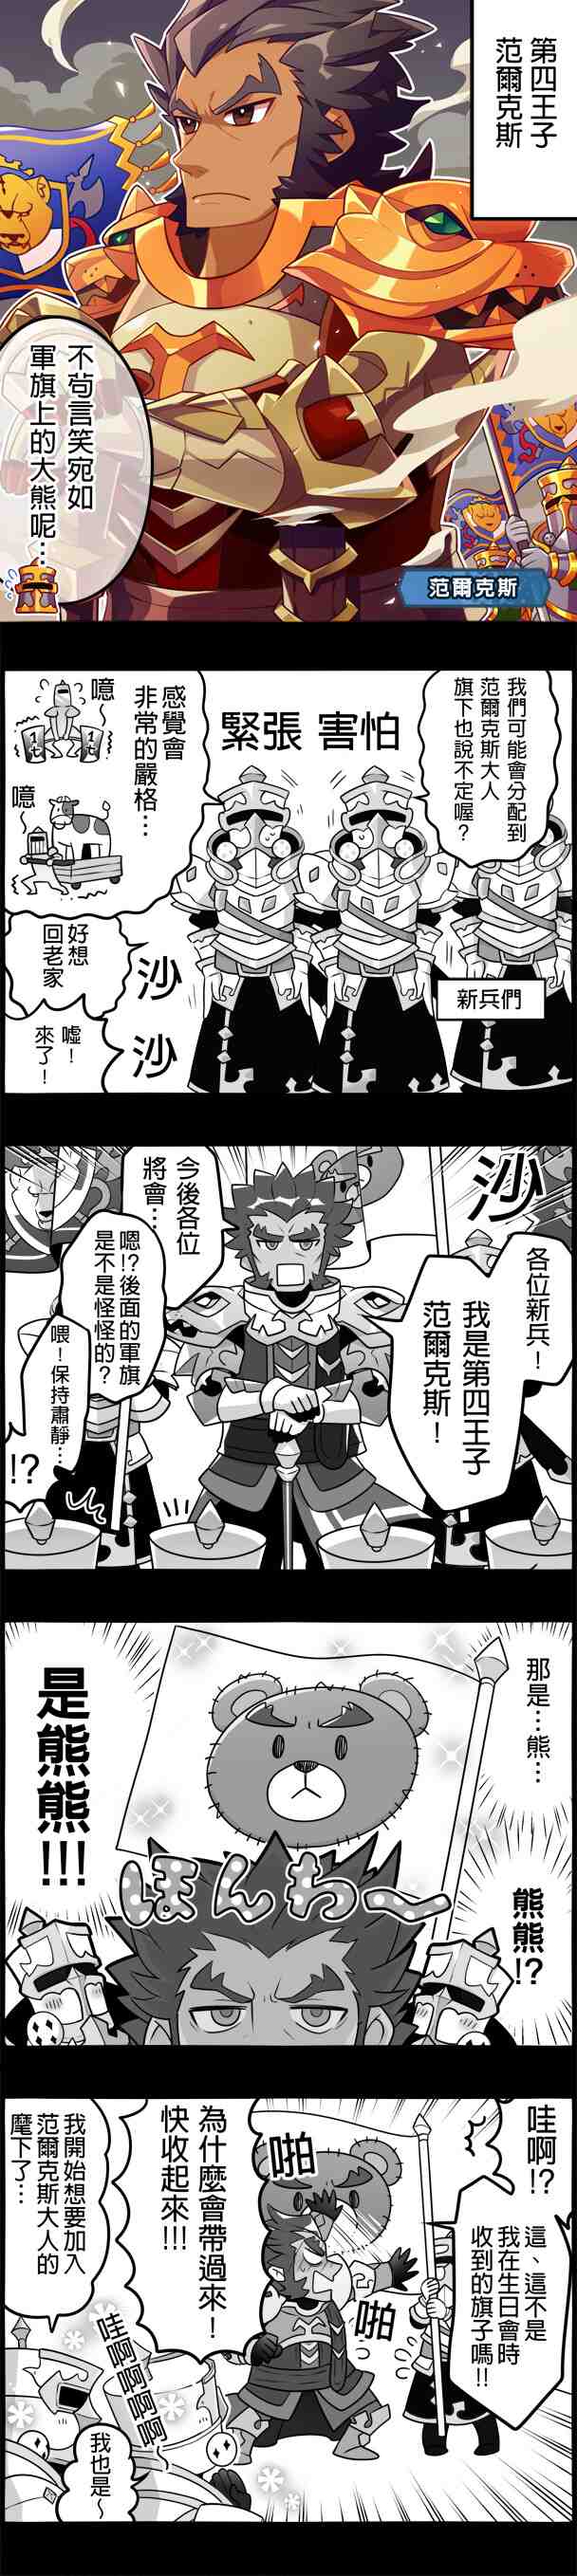 第四王子
范爾克斯
不苟言笑宛如
軍旗上的大熊呢…
范爾克斯
我們可能會分配到
范爾克斯大人
旗下也說不定喔？
緊張 害怕
感覺會
非常的嚴格…
噫～
1t
1t
噫～
新兵們
好想
回老家
噓！
來了！
沙
沙
沙
各位新兵！
我是第四王子
范爾克斯！
今後各位
將會…
嗯!?後面的軍旗
是不是怪怪的？
喂！保持肅靜…
!?
那是…熊…
熊熊!?
是熊熊!!!
ほんわ～
哇啊!?
這、這不是
我在生日會時
收到的旗子嗎!!
啪
啪
為什麼會帶過來！
快收起來!!!
我開始想要加入
范爾克斯大人的
麾下了…
哇啊啊啊啊～
我也是～